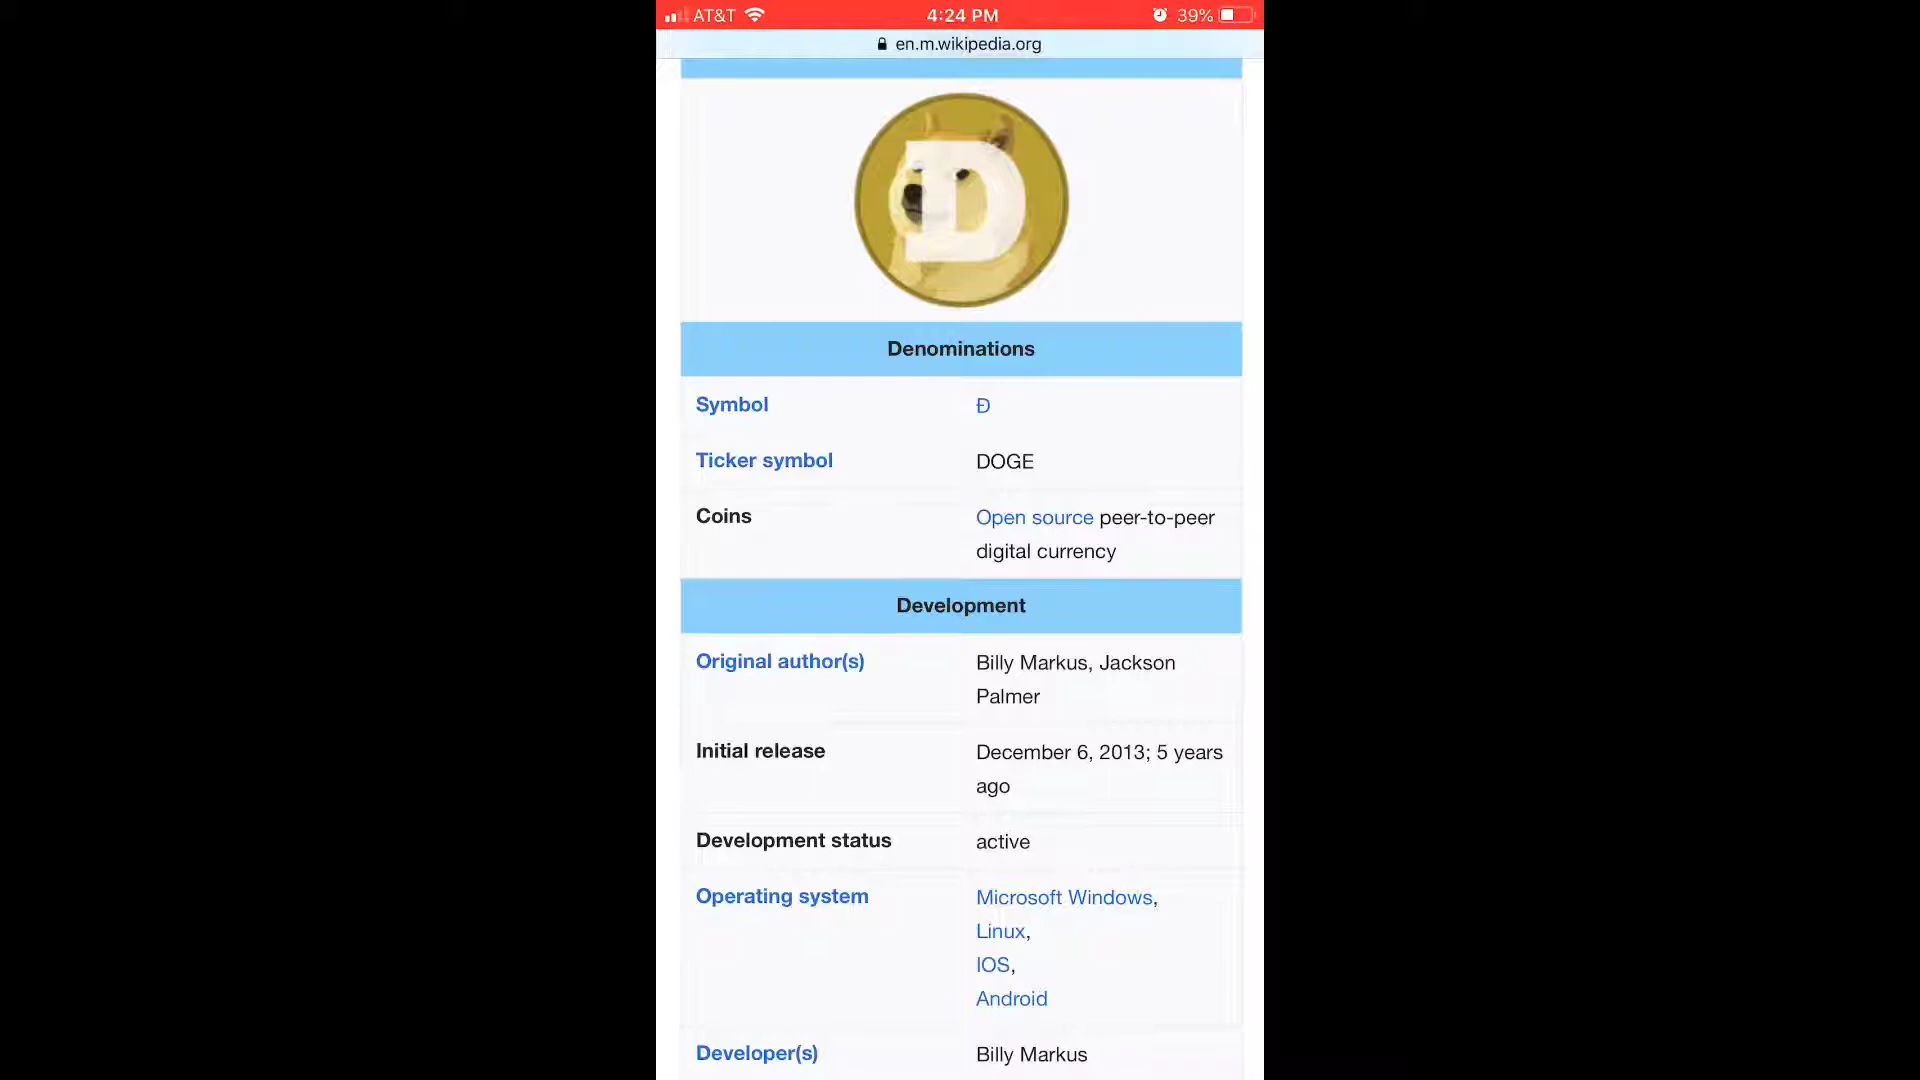 AT&T 4:24 PM 39%
en.m.wikipedia.org
D
Denominations
Symbol Ð
Ticker symbol DOGE
Coins Open source peer-to-peer
digital currency
Development
Original author(s) Billy Markus, Jackson
Palmer
Initial release December 6, 2013; 5 years
ago
Development status active
Operating system Microsoft Windows,
Linux,
IOS,
Android
Developer(s) Billy Markus